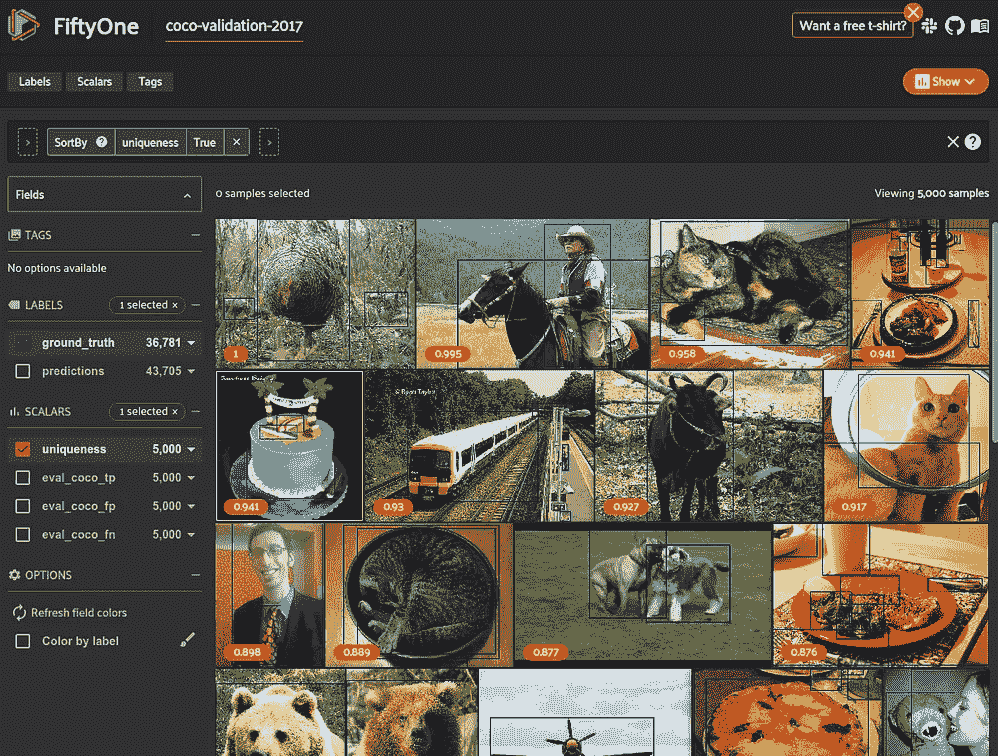 FiftyOne
coco-validation-2017
Want a free t-shirt?
Labels
Scalars
Tags
Show
SortBy
uniqueness
True
Fields
0 samples selected
Viewing 5,000 samples
TAGS
No options available
LABELS
1 selected ×
ground_truth 36,781
predictions 43,705
SCALARS
1 selected ×
uniqueness 5,000
eval_coco_tp 5,000
eval_coco_fp 5,000
eval_coco_fn 5,000
OPTIONS
Refresh field colors
Color by label
1
0.995
0.958
0.941
0.941
0.93
0.927
0.917
0.898
0.889
0.877
0.876